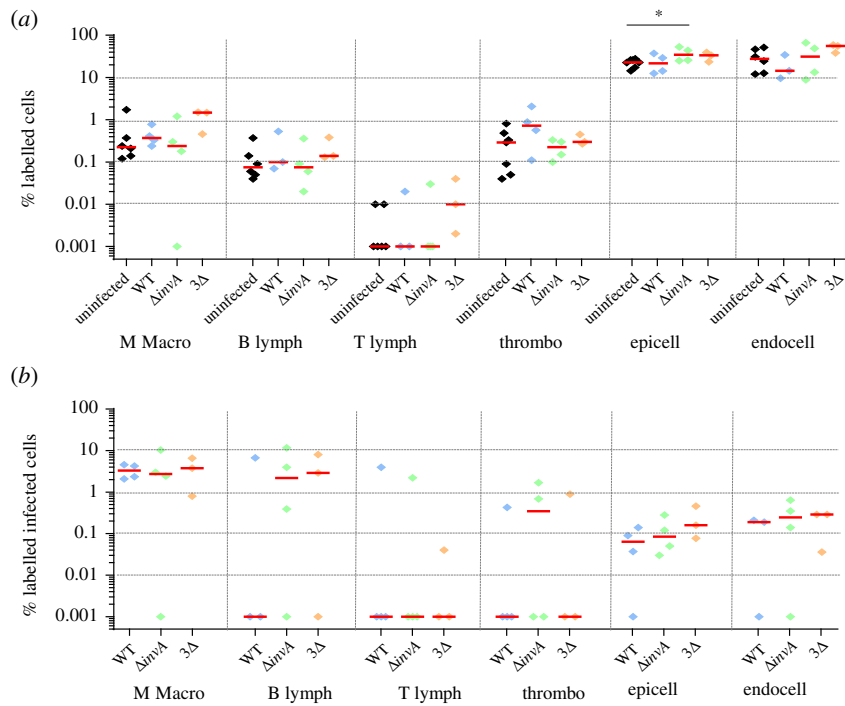 (a)
*
100
10
1
0.1
0.01
0.001
% labelled cells
uninfected WT ΔinvA 3Δ uninfected WT ΔinvA 3Δ uninfected WT ΔinvA 3Δ uninfected WT ΔinvA 3Δ uninfected WT ΔinvA 3Δ uninfected WT ΔinvA 3Δ
M Macro B lymph T lymph thrombo epicell endocell
(b)
100
10
1
0.1
0.01
0.001
% labelled infected cells
WT ΔinvA 3Δ WT ΔinvA 3Δ WT ΔinvA 3Δ WT ΔinvA 3Δ WT ΔinvA 3Δ WT ΔinvA 3Δ
M Macro B lymph T lymph thrombo epicell endocell